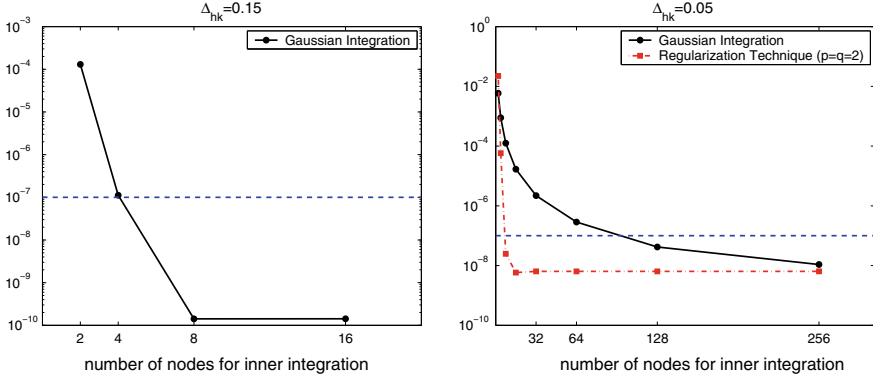 Δhk=0.15
10−3
10−4
10−5
10−6
10−7
10−8
10−9
10−10
Gaussian Integration
2 4 8 16
number of nodes for inner integration
Δhk=0.05
100
10−2
10−4
10−6
10−8
10−10
Gaussian Integration
Regularization Technique (p=q=2)
32 64 128 256
number of nodes for inner integration